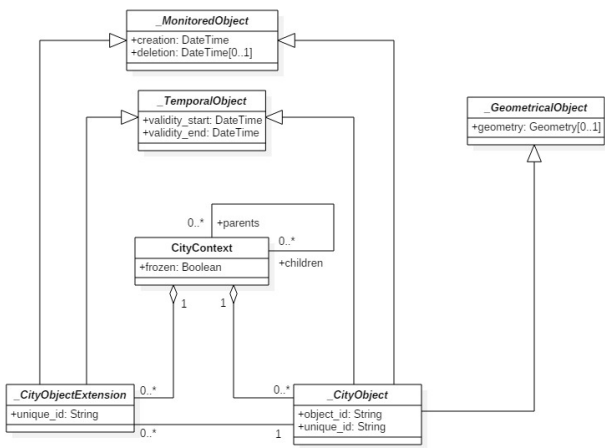 _MonitoredObject
+creation: DateTime
+deletion: DateTime[0..1]
_TemporalObject
+validity_start: DateTime
+validity_end: DateTime
_GeometricalObject
+geometry: Geometry[0..1]
0..*
+parents
CityContext
0..*
+frozen: Boolean
+children
1
1
_CityObjectExtension
0..*
0..*
_CityObject
+unique_id: String
+object_id: String
+unique_id: String
0..*
1